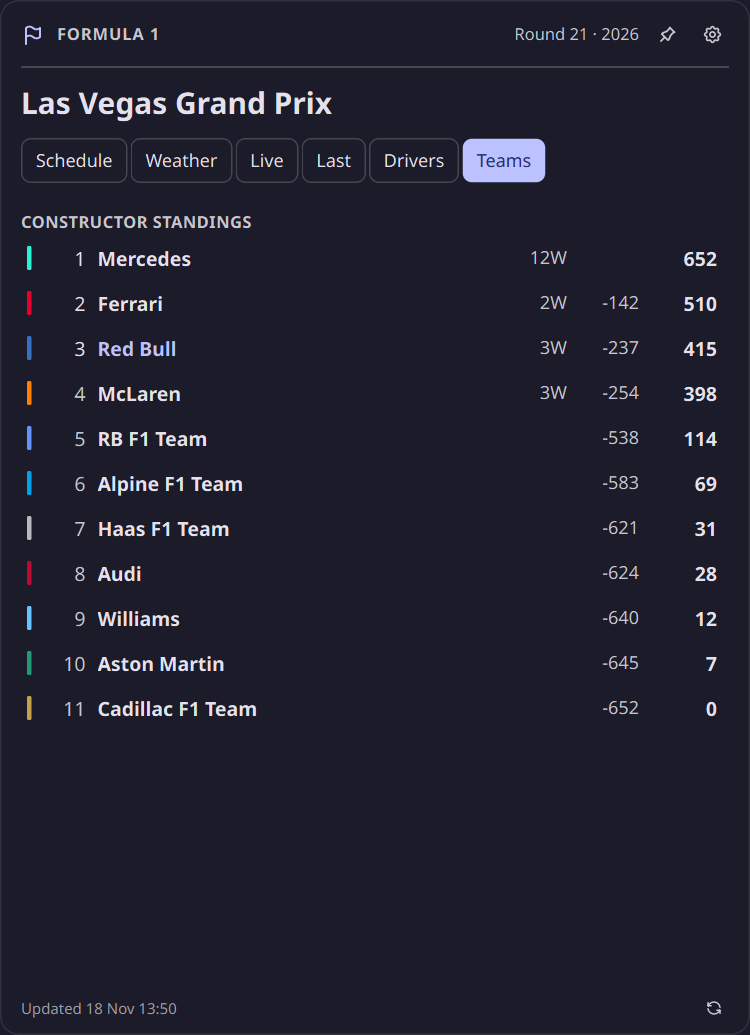 FORMULA 1 Round 21 · 2026
Las Vegas Grand Prix
Schedule Weather Live Last Drivers Teams
CONSTRUCTOR STANDINGS
1 Mercedes 12W 652
2 Ferrari 2W -142 510
3 Red Bull 3W -237 415
4 McLaren 3W -254 398
5 RB F1 Team -538 114
6 Alpine F1 Team -583 69
7 Haas F1 Team -621 31
8 Audi -624 28
9 Williams -640 12
10 Aston Martin -645 7
11 Cadillac F1 Team -652 0
Updated 18 Nov 13:50